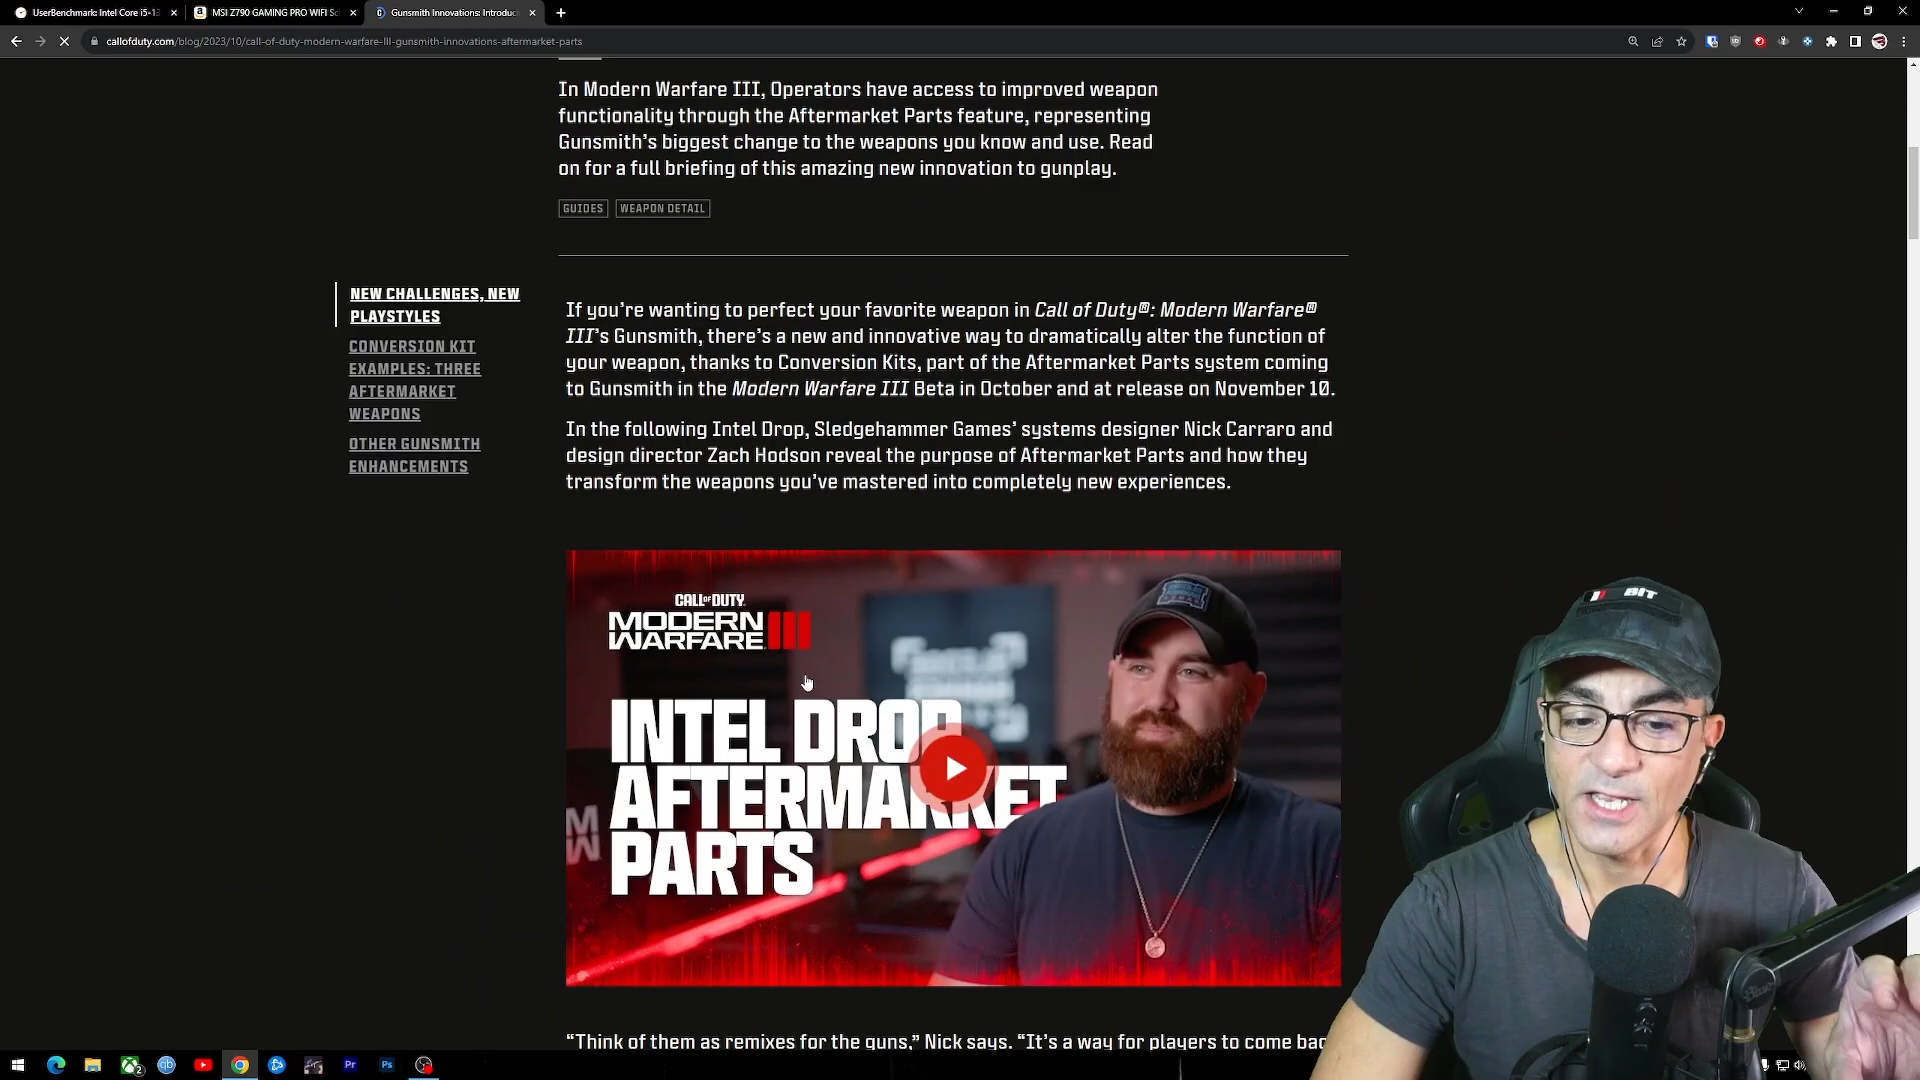 UserBenchmark: Intel Core i5-13
MSI Z790 GAMING PRO WIFI Sc
Gunsmith Innovations: Introduc
callofduty.com/blog/2023/10/call-of-duty-modern-warfare-III-gunsmith-innovations-aftermarket-parts
In Modern Warfare III, Operators have access to improved weapon
functionality through the Aftermarket Parts feature, representing
Gunsmith’s biggest change to the weapons you know and use. Read
on for a full briefing of this amazing new innovation to gunplay.
GUIDES WEAPON DETAIL
NEW CHALLENGES, NEW
PLAYSTYLES
CONVERSION KIT
EXAMPLES: THREE
AFTERMARKET
WEAPONS
OTHER GUNSMITH
ENHANCEMENTS
If you’re wanting to perfect your favorite weapon in Call of Duty®: Modern Warfare®
III’s Gunsmith, there’s a new and innovative way to dramatically alter the function of
your weapon, thanks to Conversion Kits, part of the Aftermarket Parts system coming
to Gunsmith in the Modern Warfare III Beta in October and at release on November 10.
In the following Intel Drop, Sledgehammer Games’ systems designer Nick Carraro and
design director Zach Hodson reveal the purpose of Aftermarket Parts and how they
transform the weapons you’ve mastered into completely new experiences.
CALL OF DUTY
MODERN
WARFARE III
INTEL DROP
AFTERMARKET
PARTS
BIT
“Think of them as remixes for the guns,” Nick says. “It’s a way for players to come bac
2
qb
Pr
Ps